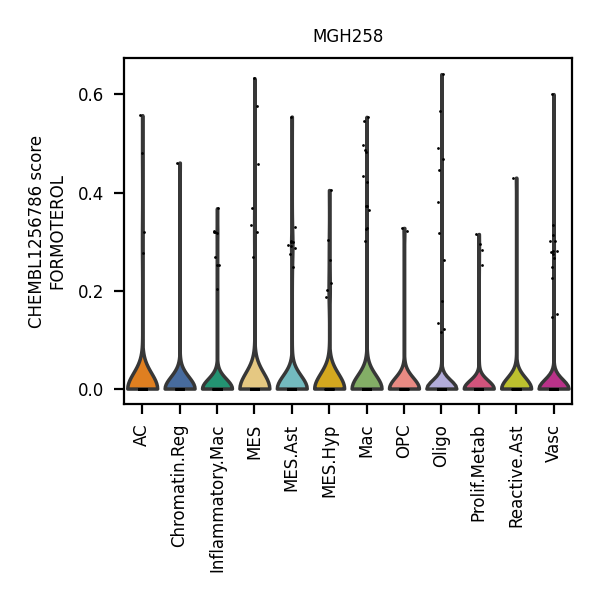 MGH258
CHEMBL1256786 score
FORMOTEROL
0.6
0.4
0.2
0.0
AC
Chromatin.Reg
Inflammatory.Mac
MES
MES.Ast
MES.Hyp
Mac
OPC
Oligo
Prolif.Metab
Reactive.Ast
Vasc